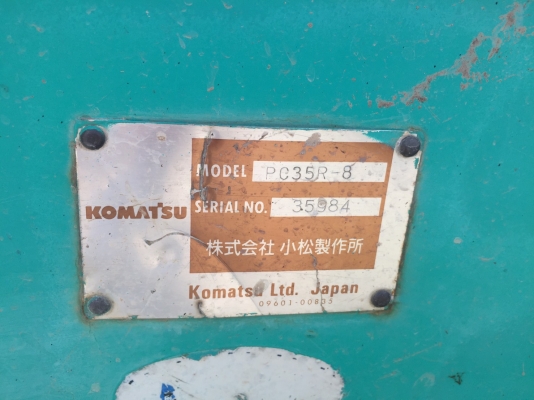 MODEL PC35R-8
KOMATSU
SERIAL NO. 35984
株式会社 小松製作所
Komatsu Ltd. Japan
09601-00835